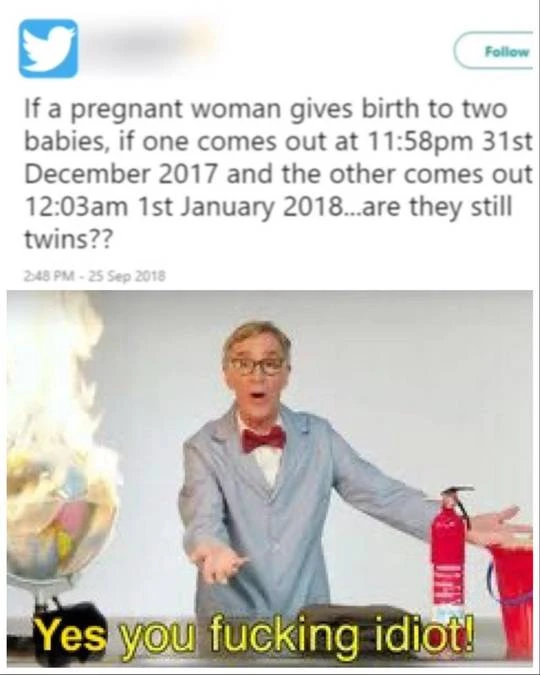 Follow
If a pregnant woman gives birth to two
babies, if one comes out at 11:58pm 31st
December 2017 and the other comes out
12:03am 1st January 2018...are they still
twins??
2:48 PM - 25 Sep 2018
Yes you fucking idiot!